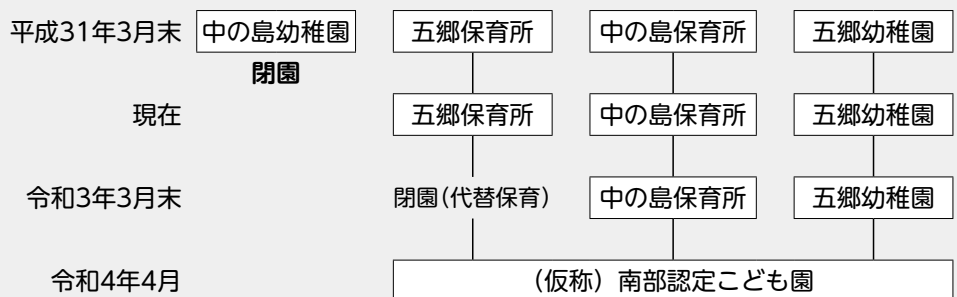 平成31年3月末 中の島幼稚園 五郷保育所 中の島保育所 五郷幼稚園
閉園
現在 五郷保育所 中の島保育所 五郷幼稚園
令和3年3月末 閉園(代替保育) 中の島保育所 五郷幼稚園
令和4年4月 (仮称)南部認定こども園